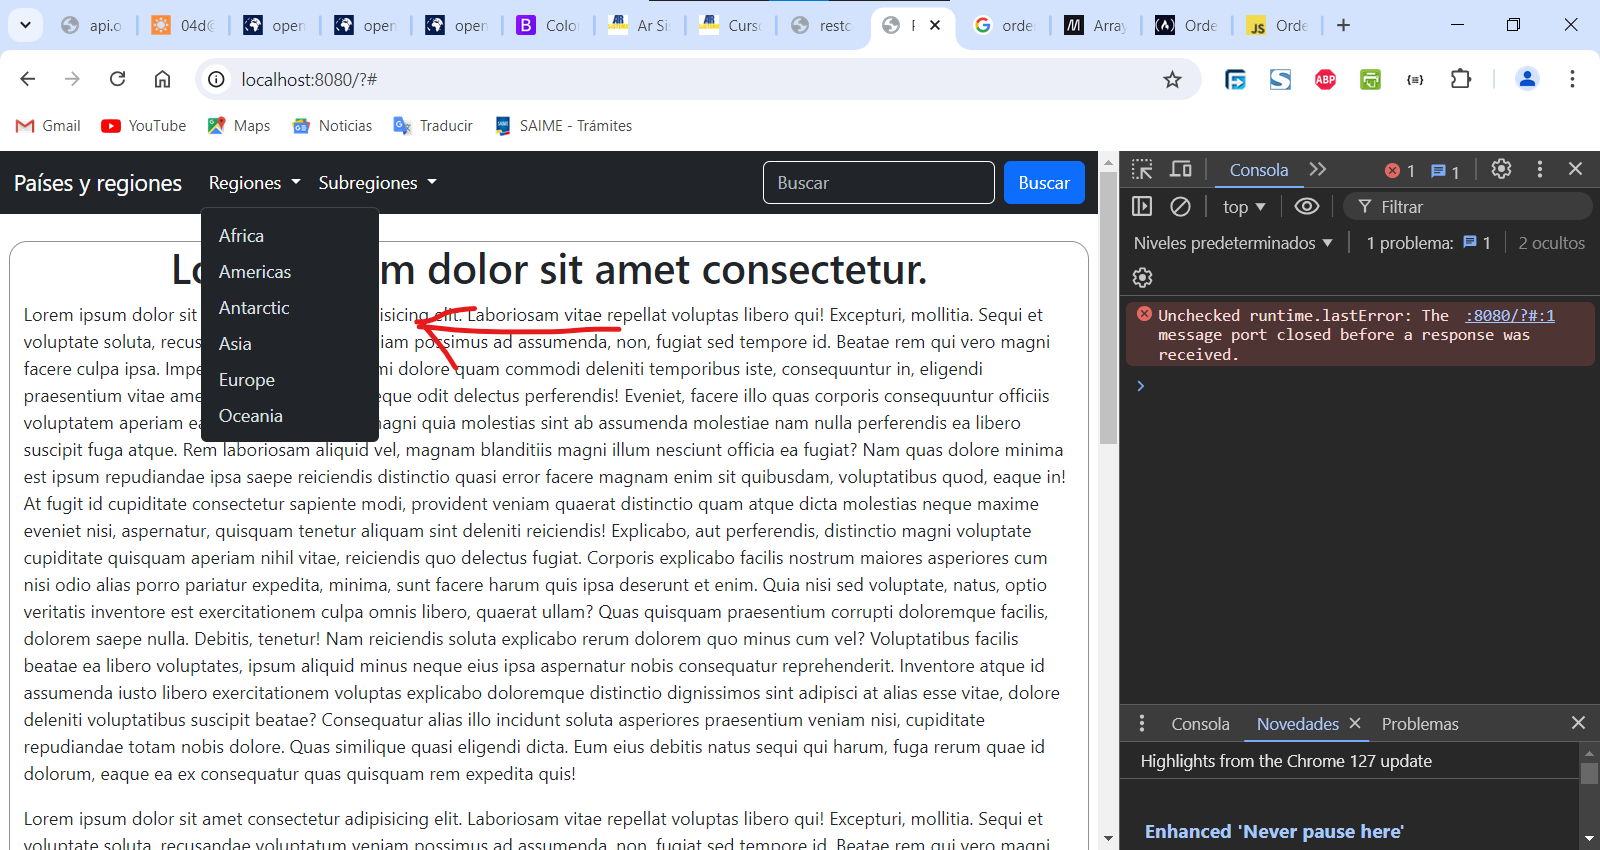 api.o
04d@
open
open
open
Color
Ar Si
Curso
restc
F
order
Array
Orde
Orde
localhost:8080/?#
ABP
Gmail
YouTube
Maps
Noticias
Traducir
SAIME - Trámites
Países y regiones
Regiones
Subregiones
Buscar
Buscar
Africa
Americas
Antarctic
Asia
Europe
Oceania
Lo m dolor sit amet consectetur.
Lorem ipsum dolor sit isicing elit. Laboriosam vitae repellat voluptas libero qui! Excepturi, mollitia. Sequi et
voluptate soluta, recus iam possimus ad assumenda, non, fugiat sed tempore id. Beatae rem qui vero magni
facere culpa ipsa. Impe mi dolore quam commodi deleniti temporibus iste, consequuntur in, eligendi
praesentium vitae ame eque odit delectus perferendis! Eveniet, facere illo quas corporis consequuntur officiis
voluptatem aperiam ea magni quia molestias sint ab assumenda molestiae nam nulla perferendis ea libero
suscipit fuga atque. Rem laboriosam aliquid vel, magnam blanditiis magni illum nesciunt officia ea fugiat? Nam quas dolore minima
est ipsum repudiandae ipsa saepe reiciendis distinctio quasi error facere magnam enim sit quibusdam, voluptatibus quod, eaque in!
At fugit id cupiditate consectetur sapiente modi, provident veniam quaerat distinctio quam atque dicta molestias neque maxime
eveniet nisi, aspernatur, quisquam tenetur aliquam sint deleniti reiciendis! Explicabo, aut perferendis, distinctio magni voluptate
cupiditate quisquam aperiam nihil vitae, reiciendis quo delectus fugiat. Corporis explicabo facilis nostrum maiores asperiores cum
nisi odio alias porro pariatur expedita, minima, sunt facere harum quis ipsa deserunt et enim. Quia nisi sed voluptate, natus, optio
veritatis inventore est exercitationem culpa omnis libero, quaerat ullam? Quas quisquam praesentium corrupti doloremque facilis,
dolorem saepe nulla. Debitis, tenetur! Nam reiciendis soluta explicabo rerum dolorem quo minus cum vel? Voluptatibus facilis
beatae ea libero voluptates, ipsum aliquid minus neque eius ipsa aspernatur nobis consequatur reprehenderit. Inventore atque id
assumenda iusto libero exercitationem voluptas explicabo doloremque distinctio dignissimos sint adipisci at alias esse vitae, dolore
deleniti voluptatibus suscipit beatae? Consequatur alias illo incidunt soluta asperiores praesentium veniam nisi, cupiditate
repudiandae totam nobis dolore. Quas similique quasi eligendi dicta. Eum eius debitis natus sequi qui harum, fuga rerum quae id
dolorum, eaque ea ex consequatur quas quisquam rem expedita quis!
Lorem ipsum dolor sit amet consectetur adipisicing elit. Laboriosam vitae repellat voluptas libero qui! Excepturi, mollitia. Sequi et
voluptate soluta, recusandae voluptatum veniam possimus ad assumenda, non, fugiat sed tempore id. Beatae rem qui vero magni
Consola
1
1
top
Filtrar
Niveles predeterminados
1 problema:
1
2 ocultos
Unchecked runtime.lastError: The :8080/?#:1
message port closed before a response was
received.
Consola
Novedades
Problemas
Highlights from the Chrome 127 update
Enhanced 'Never pause here'